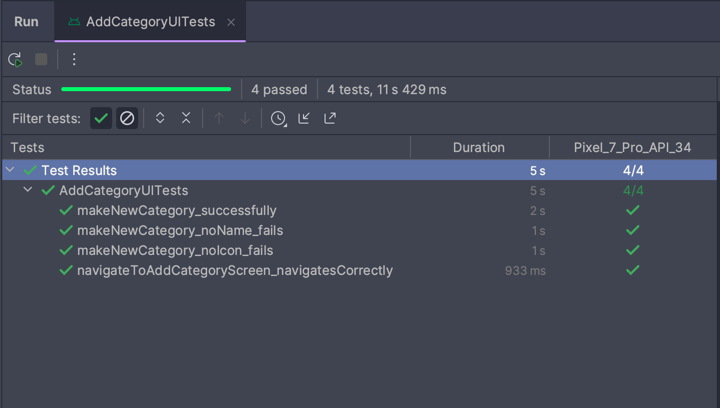 Run AddCategoryUITests
Status 4 passed 4 tests, 11 s 429 ms
Filter tests:
Tests Duration Pixel_7_Pro_API_34
Test Results 5 s 4/4
AddCategoryUITests 5 s 4/4
makeNewCategory_successfully 2 s
makeNewCategory_noName_fails 1 s
makeNewCategory_noIcon_fails 1 s
navigateToAddCategoryScreen_navigatesCorrectly 933 ms